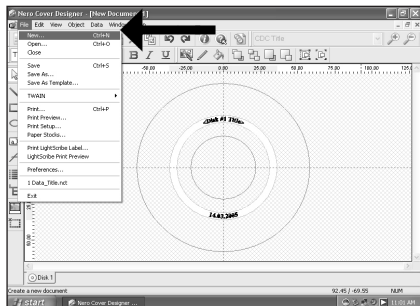 Nero Cover Designer - [New Document]
File Edit View Object Data Window
New... Ctrl+N
Open... Ctrl+O
Close
Save Ctrl+S
Save As...
Save As Template...
TWAIN
Print... Ctrl+P
Print Preview...
Print Setup...
Paper Stocks...
Print LightScribe Label...
LightScribe Print Preview
Preferences...
1 Data_Title.nct
Exit
CDC Title
B I U
-50,00 -25,00 0,00 25,00 50,00 75,00 100,00
<Disk #1 Title>
14.03.2005
Disk 1
Create a new document 92.45 / -69.55 NUM
start Nero Cover Designer ... 11:01 AM